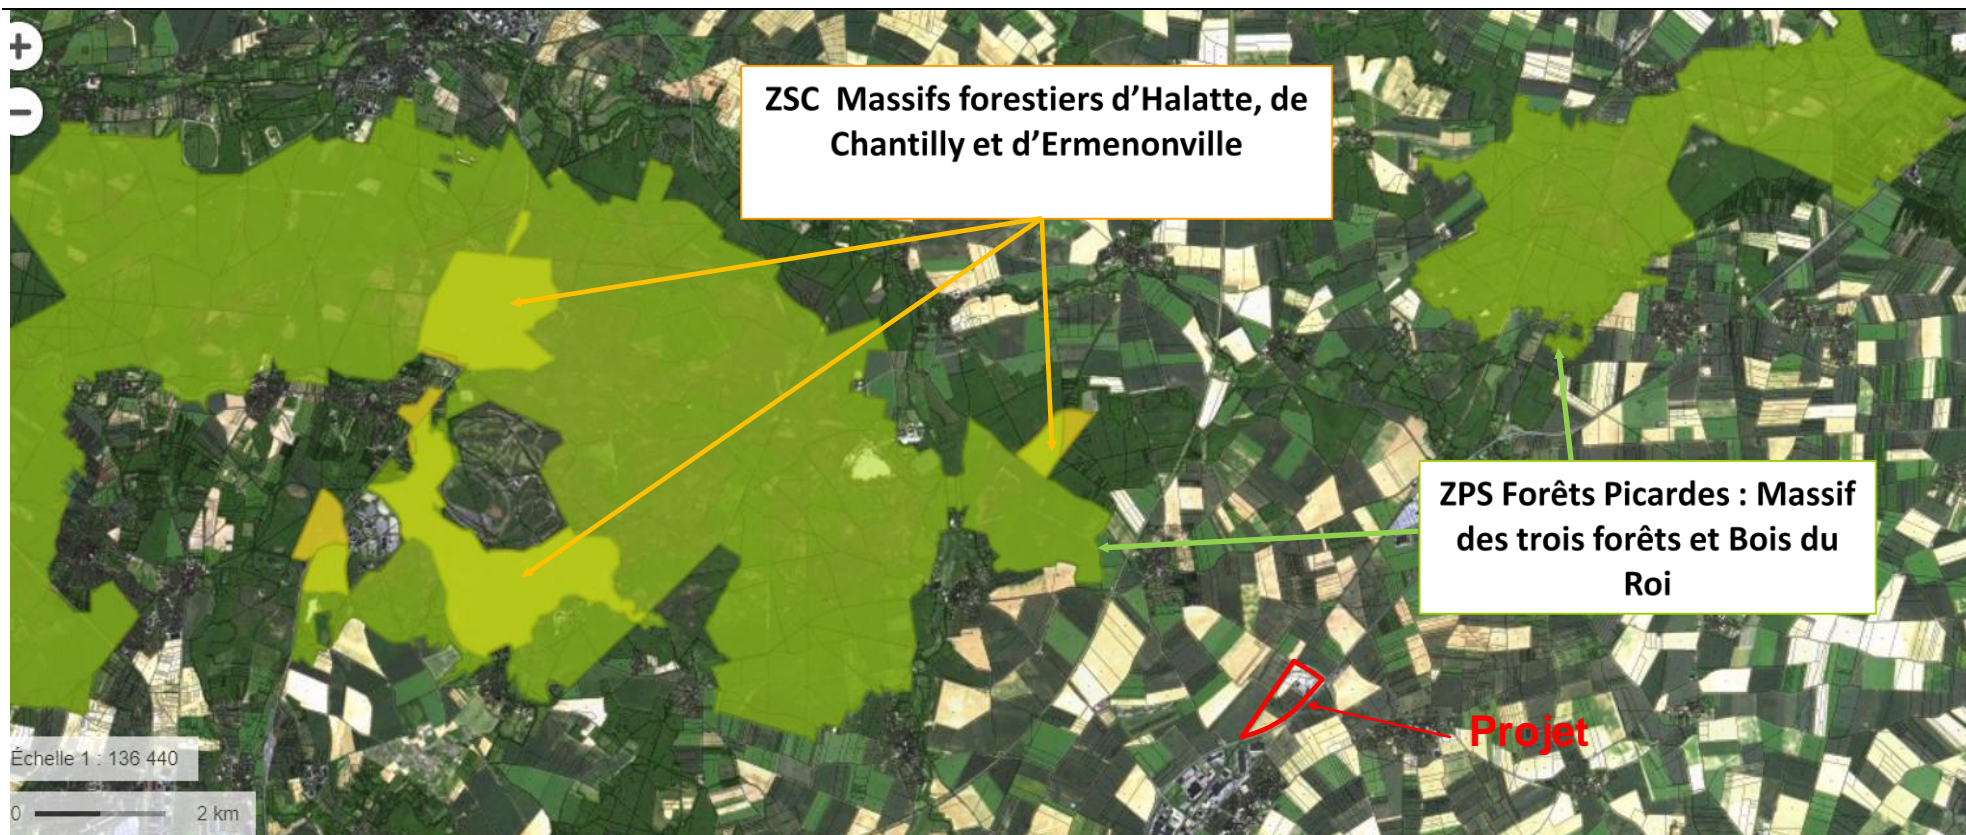 +
−
ZSC Massifs forestiers d’Halatte, de
Chantilly et d’Ermenonville
ZPS Forêts Picardes : Massif
des trois forêts et Bois du
Roi
Projet
Échelle 1 : 136 440
0 2 km